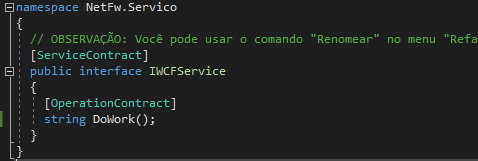 namespace NetFw.Servico
{
// OBSERVAÇÃO: Você pode usar o comando "Renomear" no menu "Refa
[ServiceContract]
public interface IWCFService
{
[OperationContract]
string DoWork();
}
}